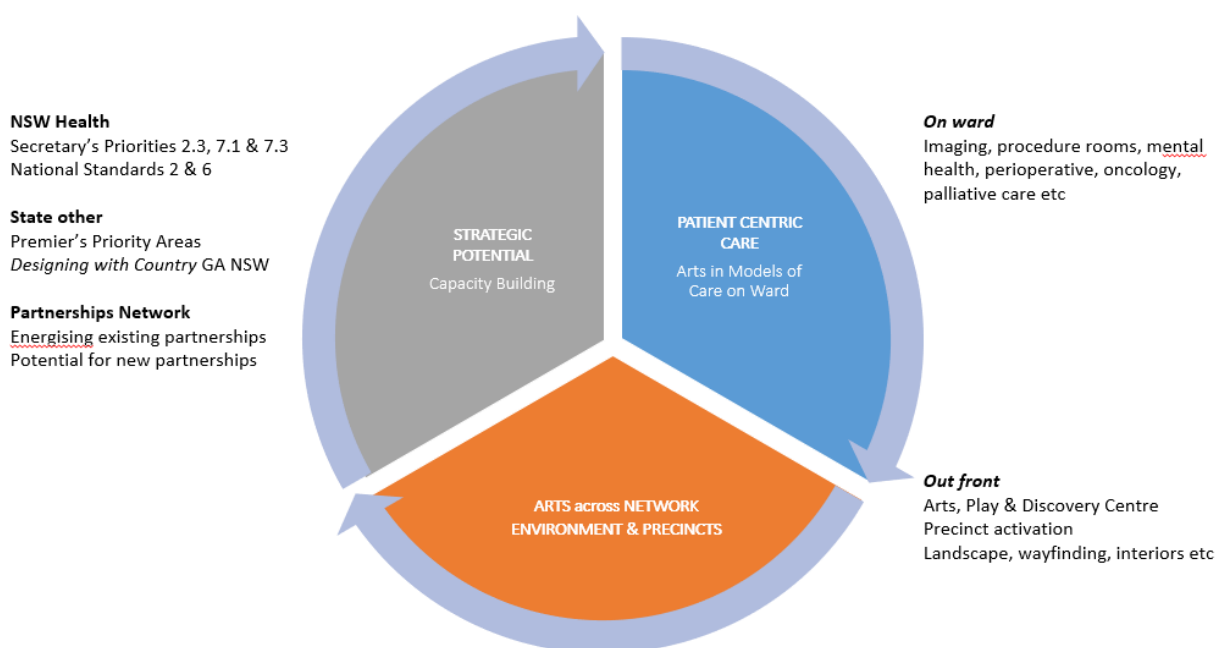 NSW Health
Secretary's Priorities 2.3, 7.1 & 7.3
National Standards 2 & 6
State other
Premier's Priority Areas
Designing with Country GA NSW
Partnerships Network
Energising existing partnerships
Potential for new partnerships
STRATEGIC
POTENTIAL
Capacity Building
PATIENT CENTRIC
CARE
Arts in Models of
Care on Ward
ARTS across NETWORK
ENVIRONMENT & PRECINCTS
On ward
Imaging, procedure rooms, mental
health, perioperative, oncology,
palliative care etc
Out front
Arts, Play & Discovery Centre
Precinct activation
Landscape, wayfinding, interiors etc